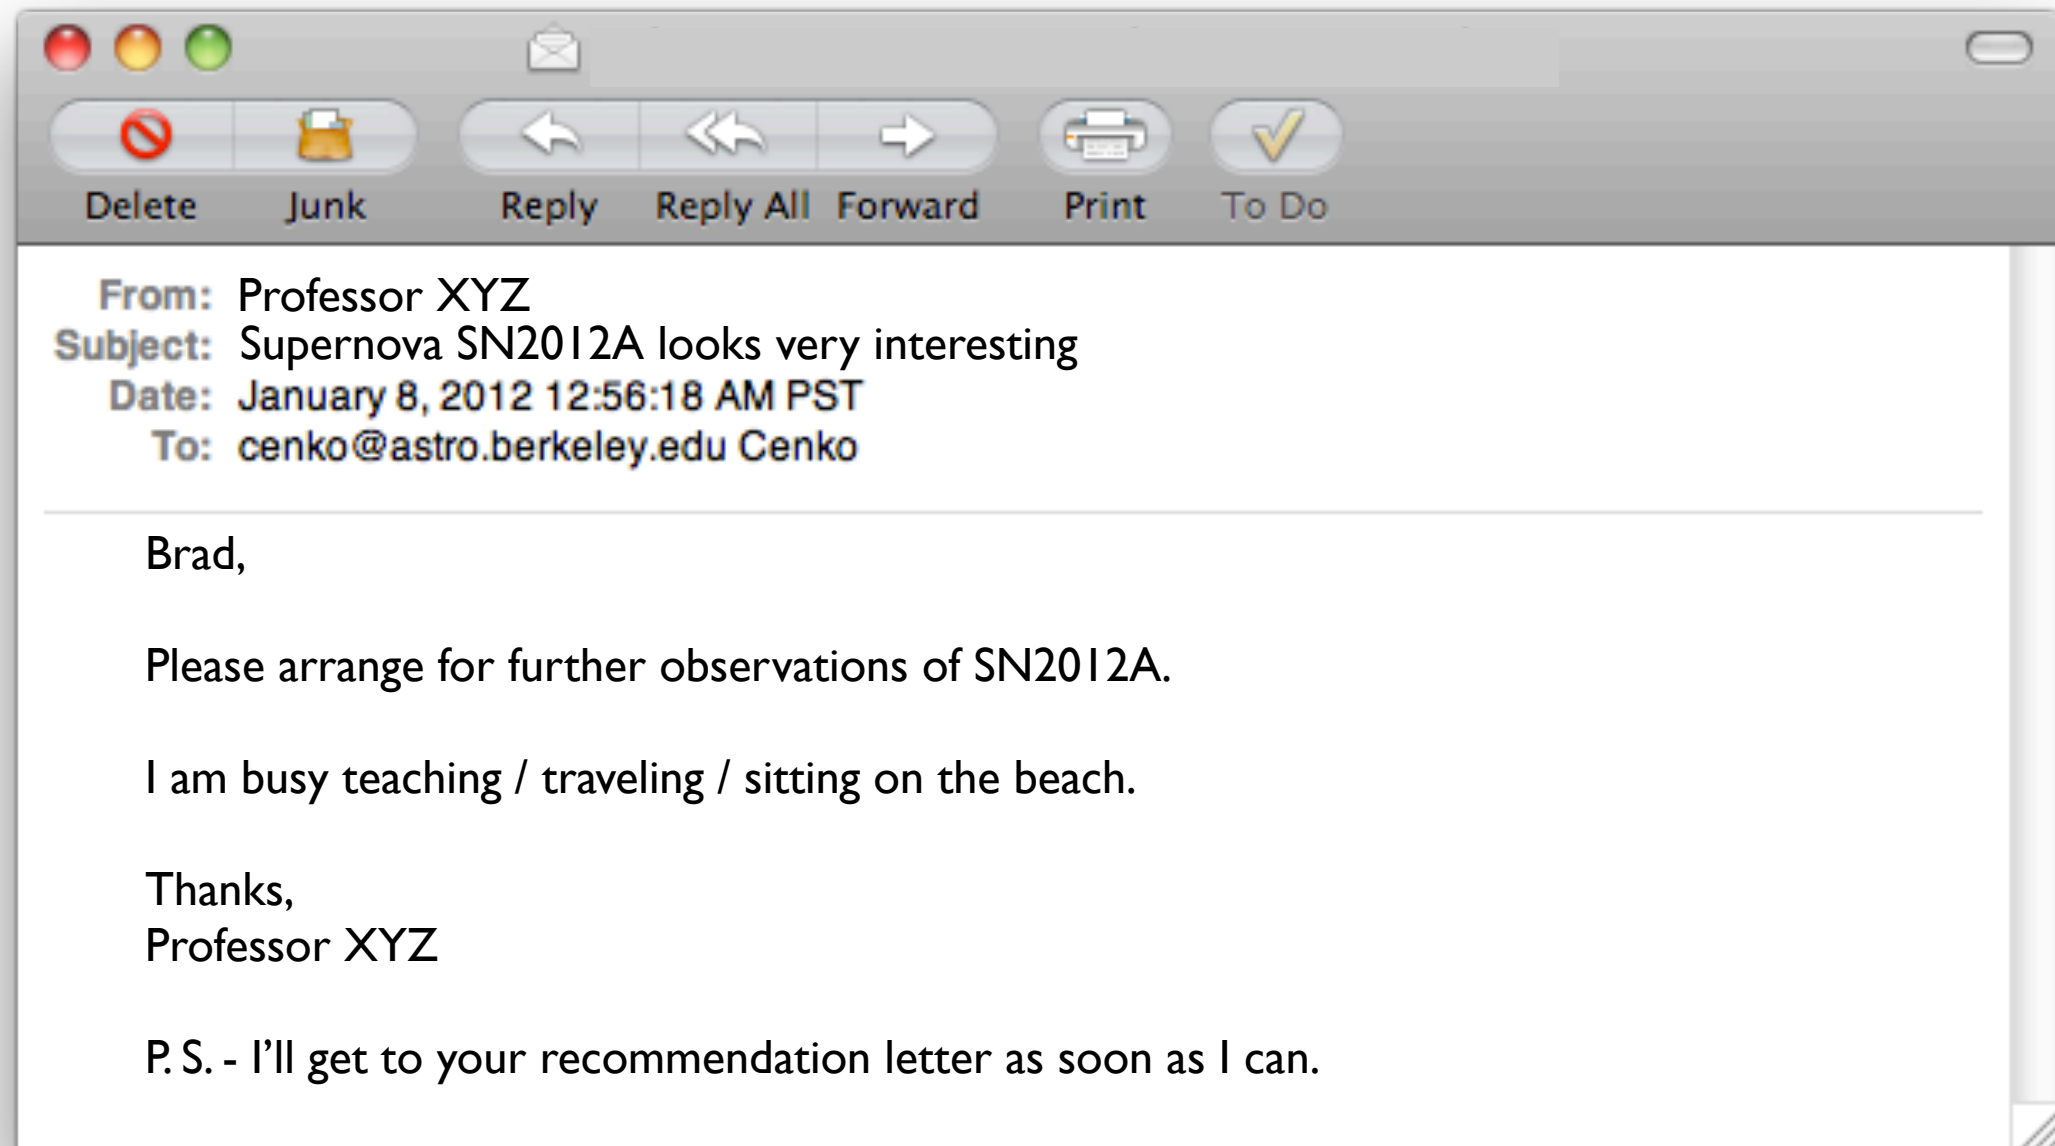 Delete Junk Reply Reply All Forward Print To Do
From: Professor XYZ
Subject: Supernova SN2012A looks very interesting
Date: January 8, 2012 12:56:18 AM PST
To: cenko@astro.berkeley.edu Cenko
Brad,
Please arrange for further observations of SN2012A.
I am busy teaching / traveling / sitting on the beach.
Thanks,
Professor XYZ
P. S. - I’ll get to your recommendation letter as soon as I can.